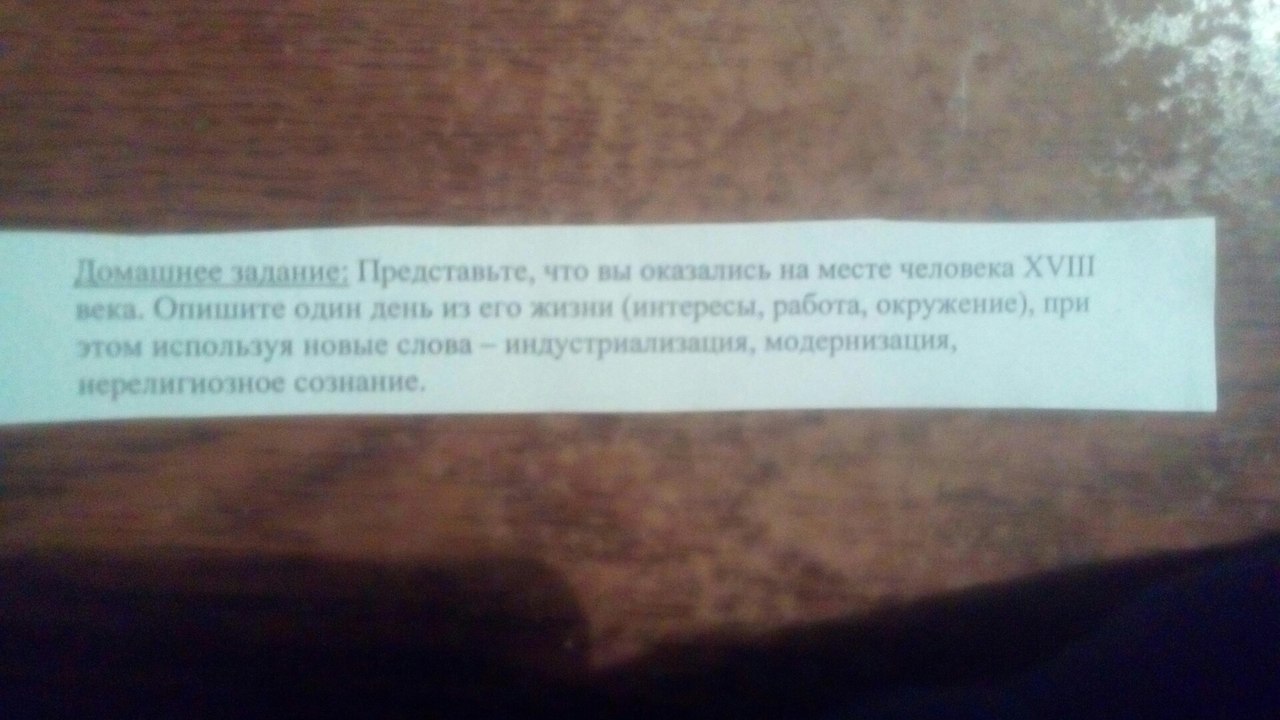 Домашнее задание: Представьте, что вы оказались на месте человека XVIII
века. Опишите один день из его жизни (интересы, работа, окружение), при
этом используя новые слова – индустриализация, модернизация,
нерелигиозное сознание.